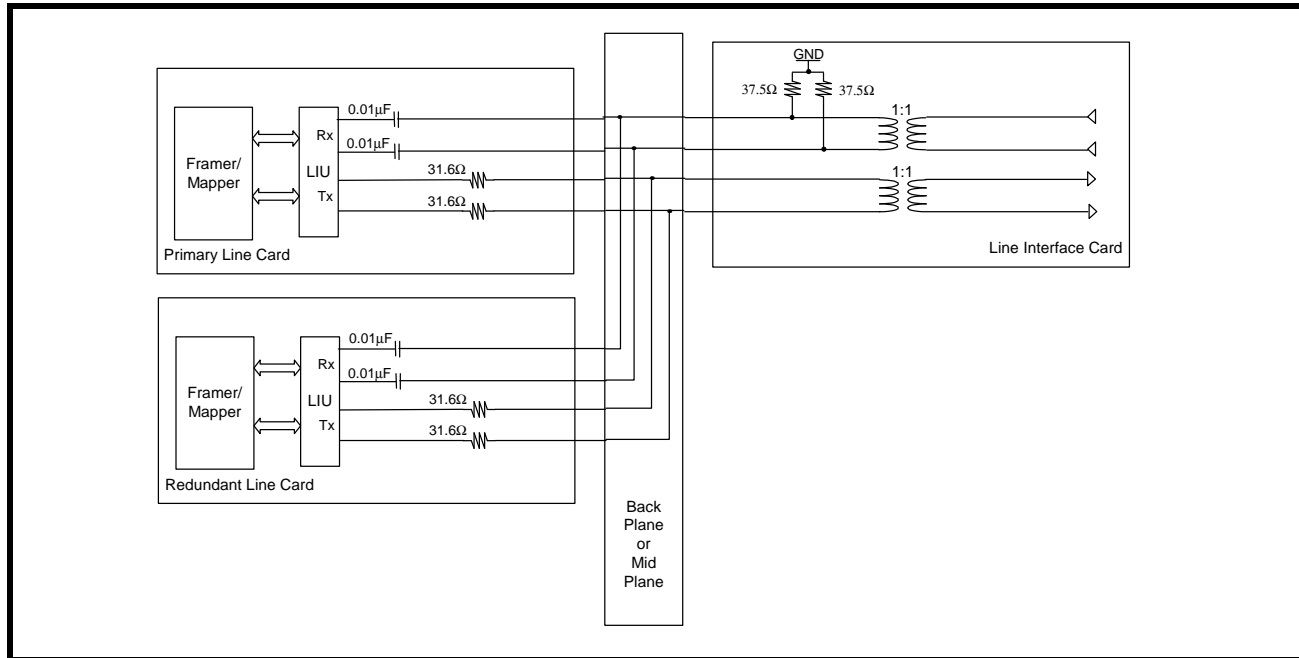 GND
37.5Ω
37.5Ω
1:1
0.01µF
Rx
0.01µF
Framer/
Mapper
LIU
31.6Ω
Tx
31.6Ω
1:1
Primary Line Card
Line Interface Card
0.01µF
Rx
0.01µF
Framer/
Mapper
LIU
31.6Ω
Tx
31.6Ω
Redundant Line Card
Back
Plane
or
Mid
Plane